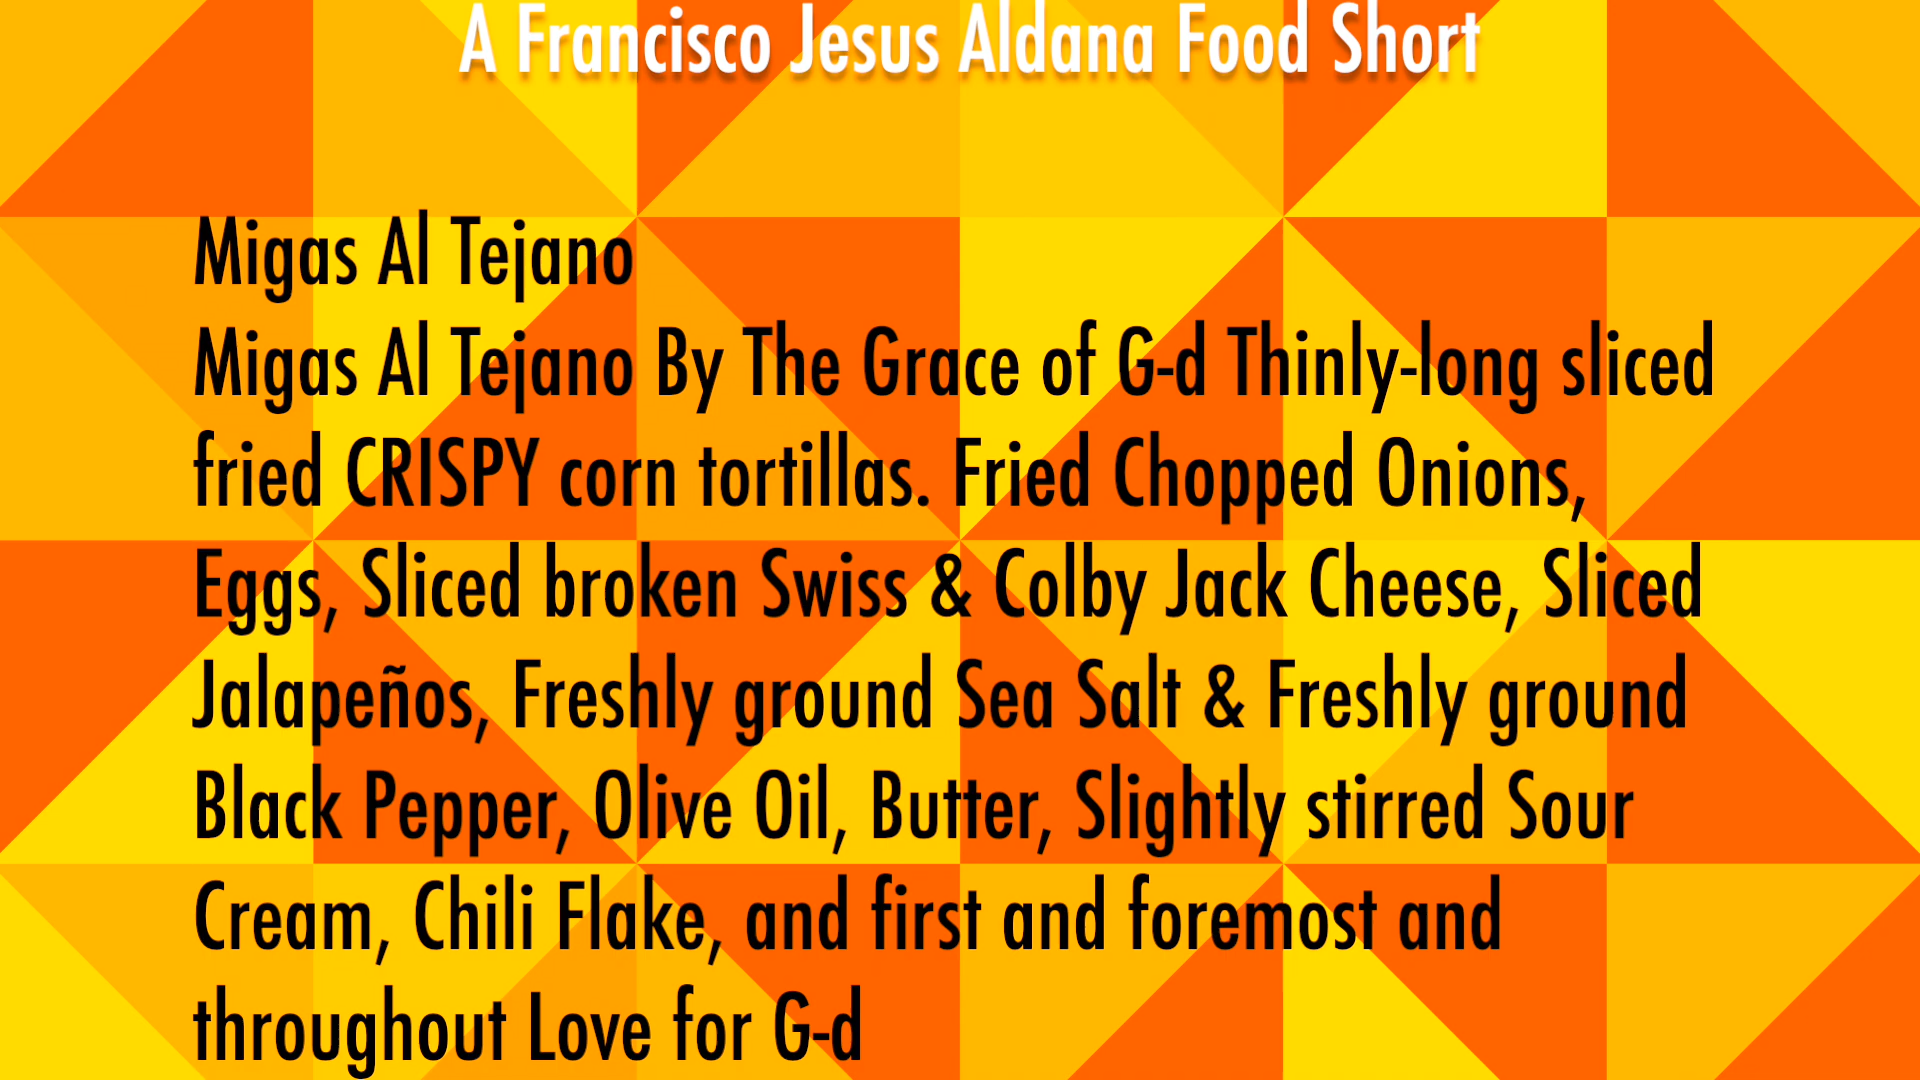 A Francisco Jesus Aldana Food Short
Migas Al Tejano
Migas Al Tejano By The Grace of G-d Thinly-long sliced
fried CRISPY corn tortillas. Fried Chopped Onions,
Eggs, Sliced broken Swiss & Colby Jack Cheese, Sliced
Jalapeños, Freshly ground Sea Salt & Freshly ground
Black Pepper, Olive Oil, Butter, Slightly stirred Sour
Cream, Chili Flake, and first and foremost and
throughout Love for G-d